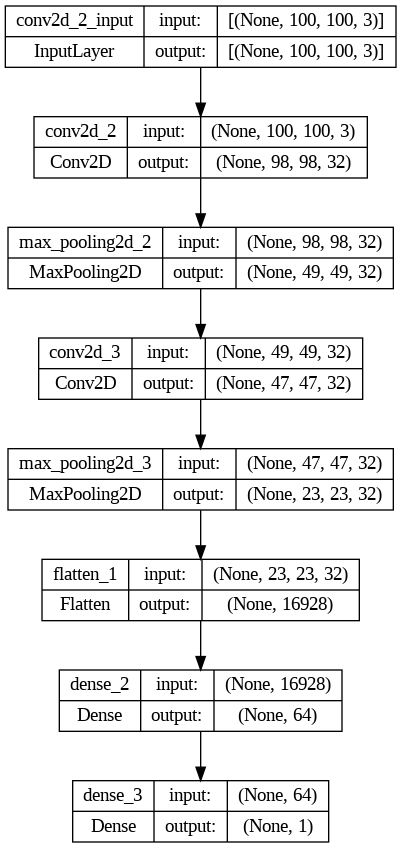 conv2d_2_input input: [(None, 100, 100, 3)]
InputLayer output: [(None, 100, 100, 3)]
conv2d_2 input: (None, 100, 100, 3)
Conv2D output: (None, 98, 98, 32)
max_pooling2d_2 input: (None, 98, 98, 32)
MaxPooling2D output: (None, 49, 49, 32)
conv2d_3 input: (None, 49, 49, 32)
Conv2D output: (None, 47, 47, 32)
max_pooling2d_3 input: (None, 47, 47, 32)
MaxPooling2D output: (None, 23, 23, 32)
flatten_1 input: (None, 23, 23, 32)
Flatten output: (None, 16928)
dense_2 input: (None, 16928)
Dense output: (None, 64)
dense_3 input: (None, 64)
Dense output: (None, 1)